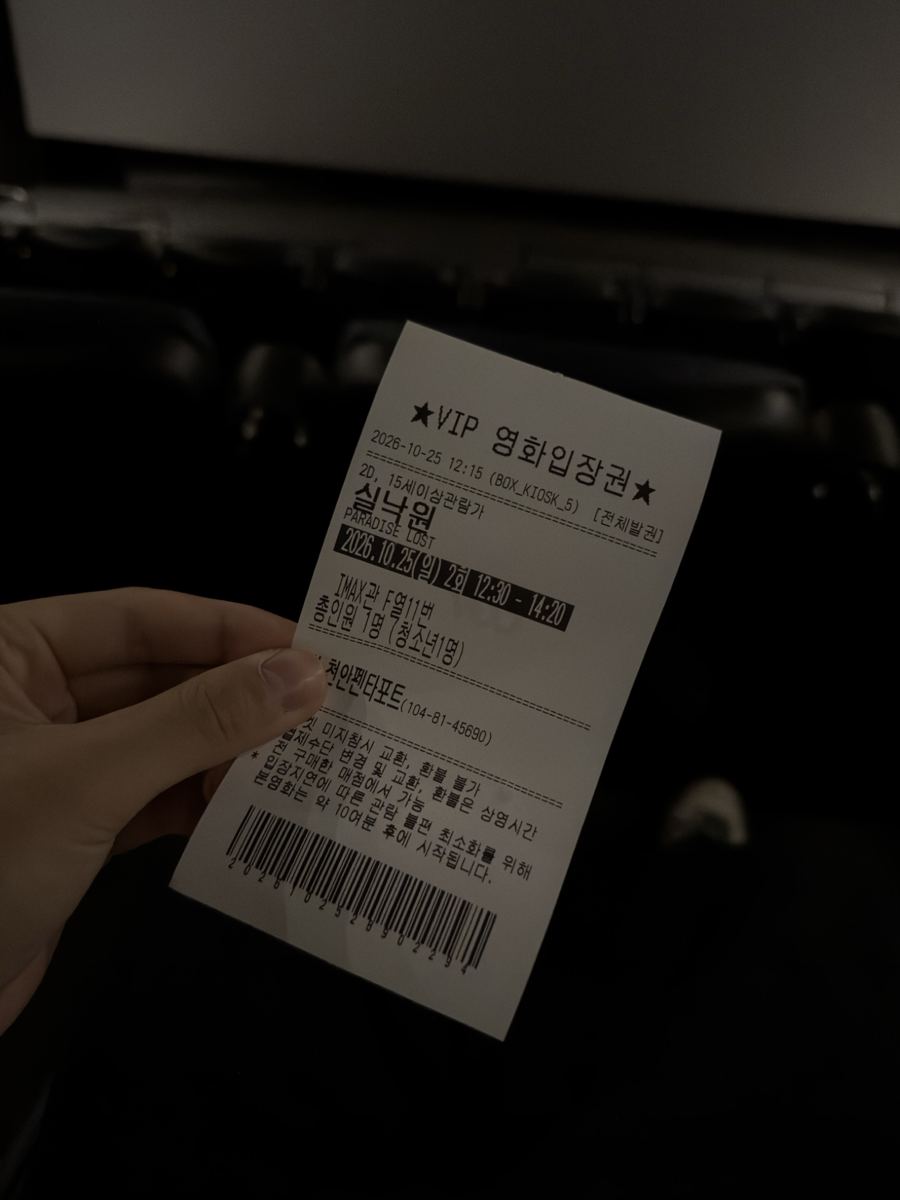 ★VIP 영화입장권★
2026-10-25 12:15 (BOX_KIOSK_5) [전체발권]
2D, 15세이상관람가
실낙원
PARADISE LOST
2026.10.25(일) 2회 12:30 - 14:20
IMAX관 F열11번
총인원 1명 (청소년1명)
천안펜타포트(104-81-45690)
미지참시 교환, 환불 불가
결제수단 변경 및 교환, 환불은 상영시간
전 구매한 매점에서 가능
* 입장지연에 따른 관람 불편 최소화를 위해
본영화는 약 10여분 후에 시작됩니다.